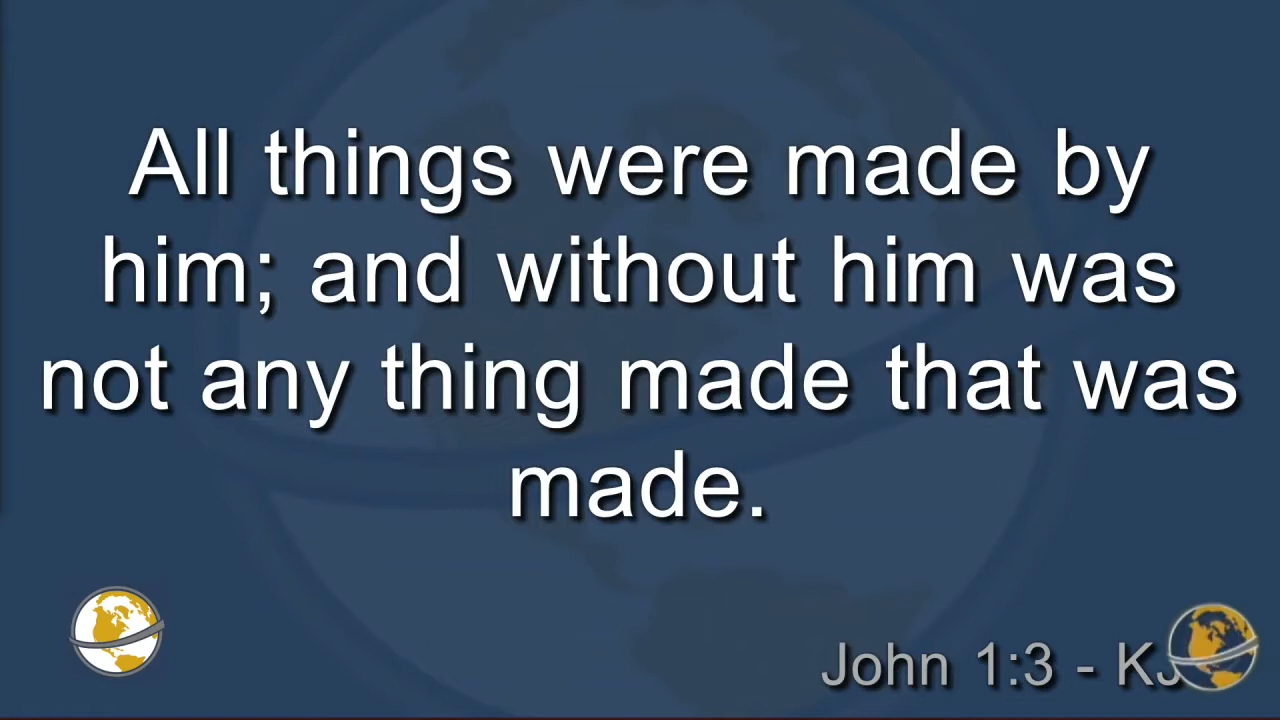 All things were made by
him; and without him was
not any thing made that was
made.
John 1:3 - KJ